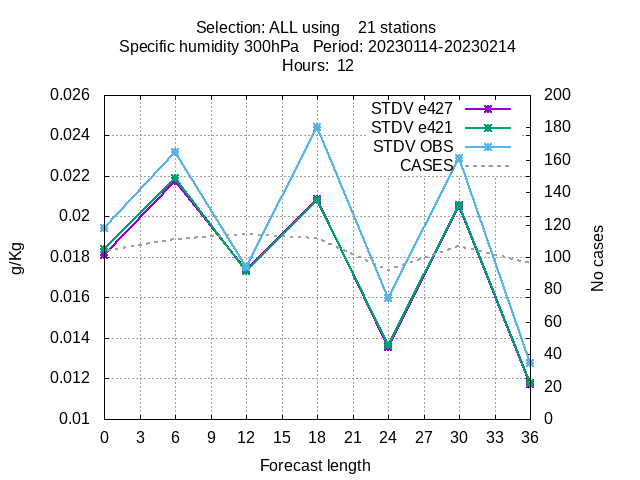 Selection: ALL using    21 stations
Specific humidity 300hPa   Period: 20230114-20230214
Hours:  12
STDV e427
STDV e421
STDV OBS
CASES
0.026
0.024
0.022
0.02
0.018
0.016
0.014
0.012
0.01
g/Kg
200
180
160
140
120
100
80
60
40
20
0
No cases
0 3 6 9 12 15 18 21 24 27 30 33 36
Forecast length